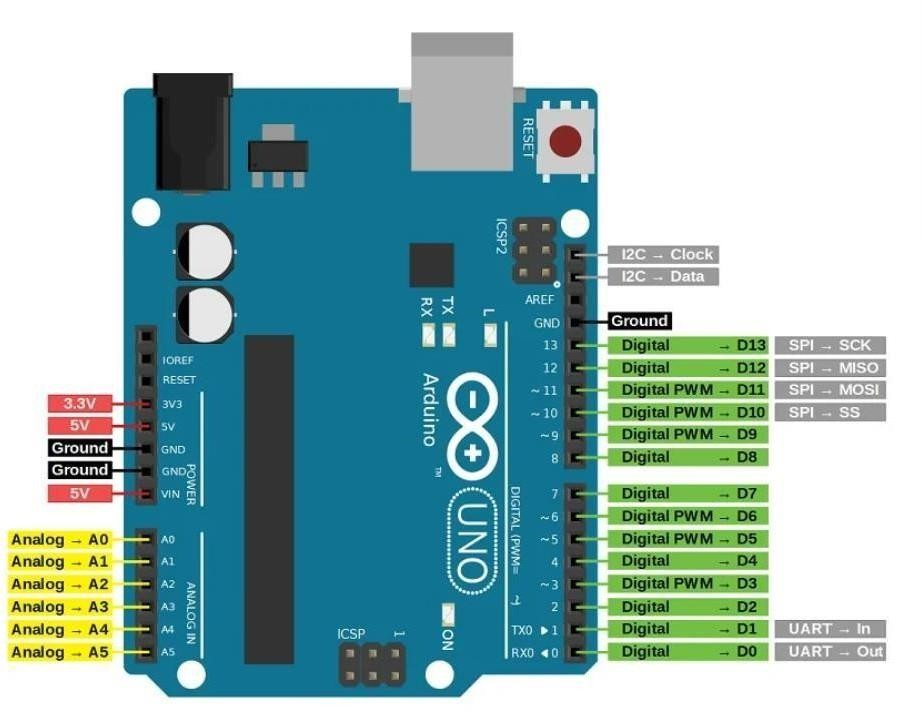 RESET
ICSP2
I2C → Clock
I2C → Data
AREF
GND
Ground
RX
TX
L
13
Digital → D13
SPI → SCK
12
Digital → D12
SPI → MISO
~ 11
Digital PWM → D11
SPI → MOSI
~ 10
Digital PWM → D10
SPI → SS
~ 9
Digital PWM → D9
8
Digital → D8
IOREF
RESET
3.3V
3V3
5V
5V
Ground
GND
Ground
GND
5V
VIN
POWER
Arduino
™
UNO
DIGITAL (PWM= ~)
7
Digital → D7
~ 6
Digital PWM → D6
~ 5
Digital PWM → D5
4
Digital → D4
~ 3
Digital PWM → D3
2
Digital → D2
TX0 ▶ 1
Digital → D1
UART → In
RX0 ◀ 0
Digital → D0
UART → Out
Analog → A0
A0
Analog → A1
A1
Analog → A2
A2
Analog → A3
A3
Analog → A4
A4
Analog → A5
A5
ANALOG IN
ON
ICSP
1